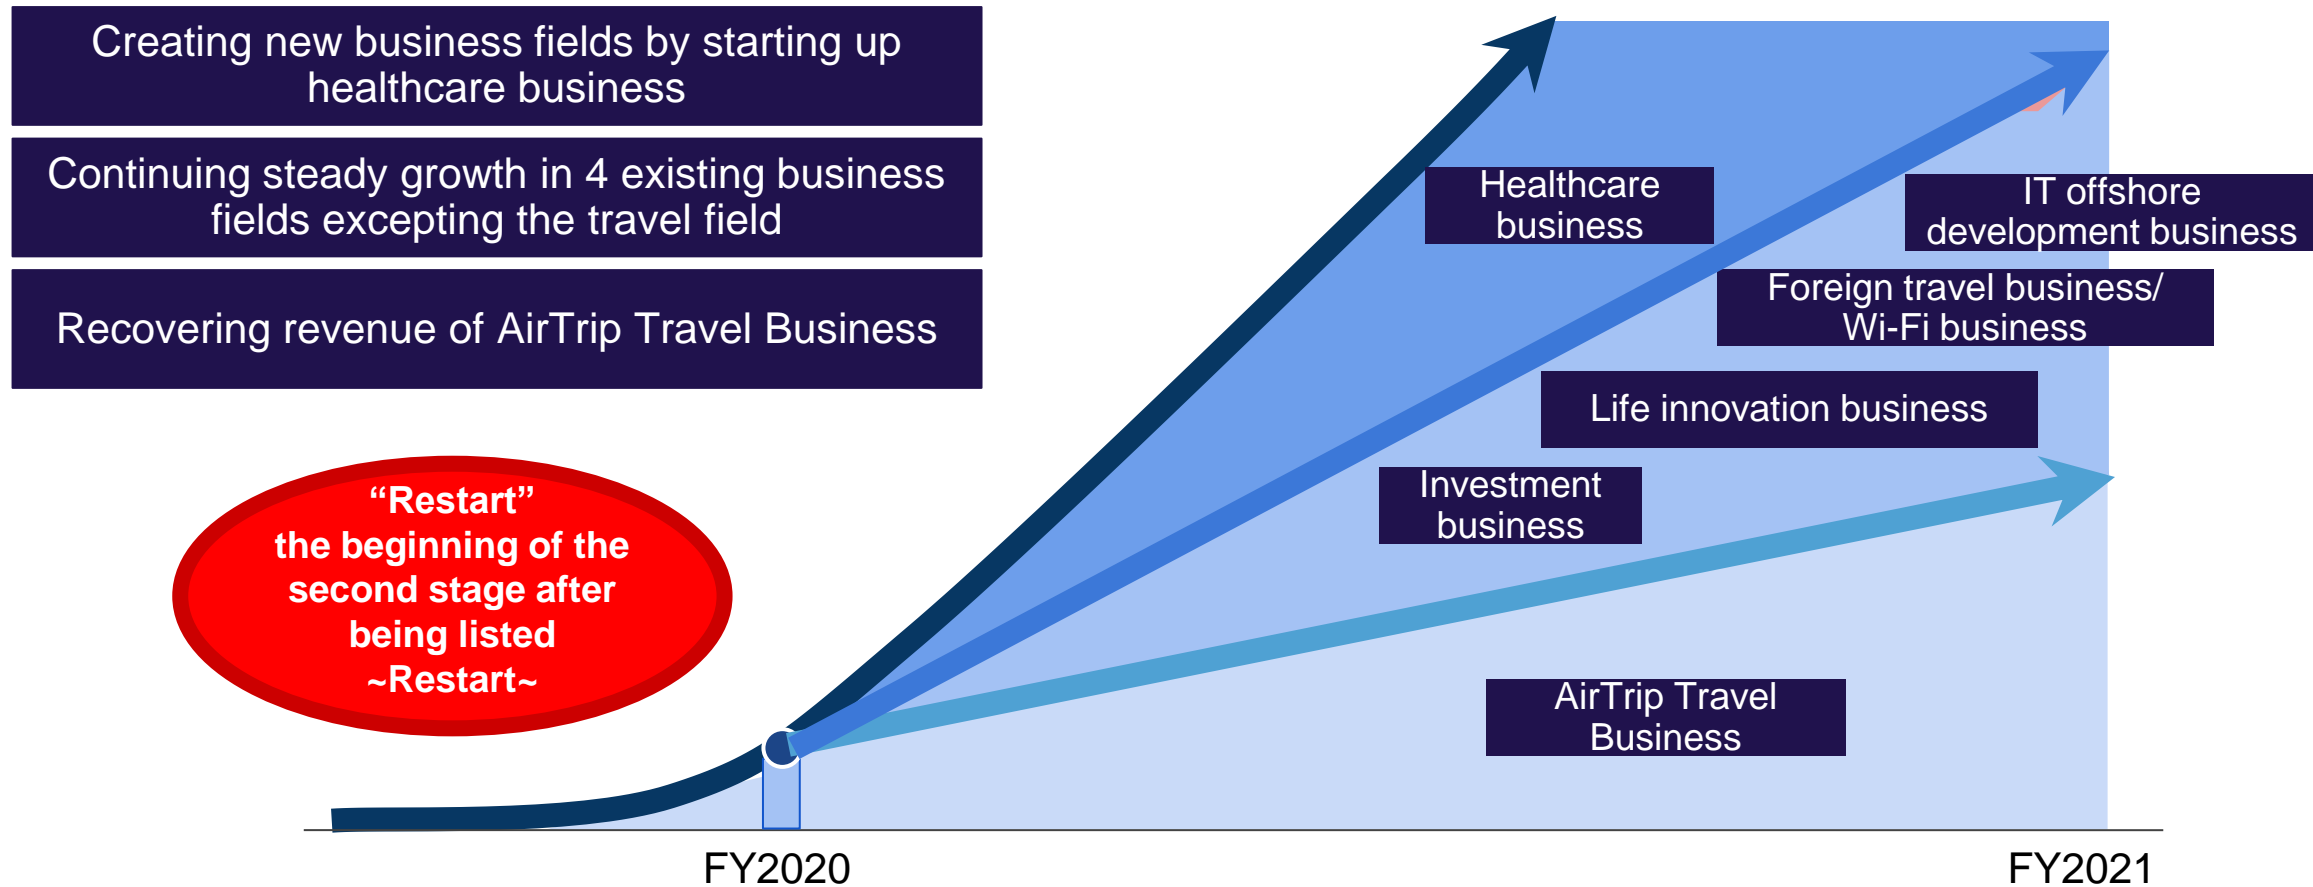 Creating new business fields by starting up
healthcare business
Continuing steady growth in 4 existing business
fields excepting the travel field
Recovering revenue of AirTrip Travel Business
“Restart”
the beginning of the
second stage after
being listed
~Restart~
Healthcare
business
IT offshore
development business
Foreign travel business/
Wi-Fi business
Life innovation business
Investment
business
AirTrip Travel
Business
FY2020
FY2021